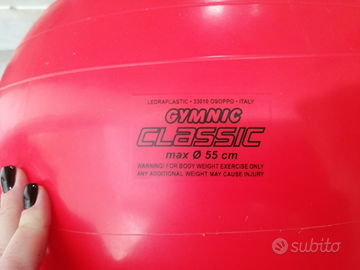 LEDRAPLASTIC • 33010 OSOPPO • ITALY
GYMNIC
CLASSIC
max Ø 55 cm
WARNING! FOR BODY WEIGHT EXERCISE ONLY
ANY ADDITIONAL WEIGHT MAY CAUSE INJURY
subito